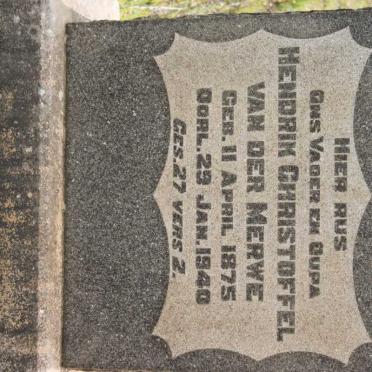 HIER RUS
ONS VADER EN OUPA
HENDRIK CHRISTOFFEL
VAN DER MERWE
GEB. 11 APRIL 1875
OORL. 29 JAN. 1940
GES. 27 VERS 2.